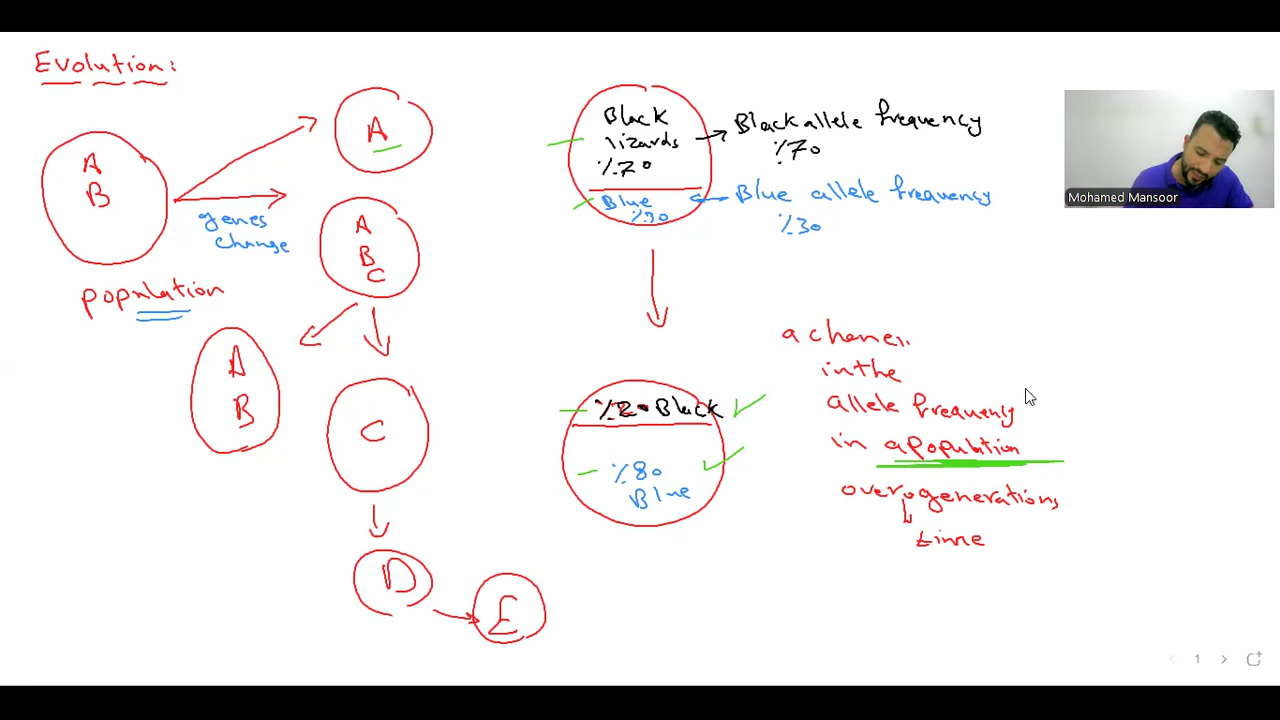 Evolution:
A
B
population
genes
change
A
A
B
C
A
B
C
D
E
Black
lizards
٪70
Blue
٪30
Black allele frequency
٪70
Blue allele frequency
٪30
٪20 Black
٪80
Blue
a change
in the
allele frequency
in a population
over generations
time
Mohamed Mansoor
1